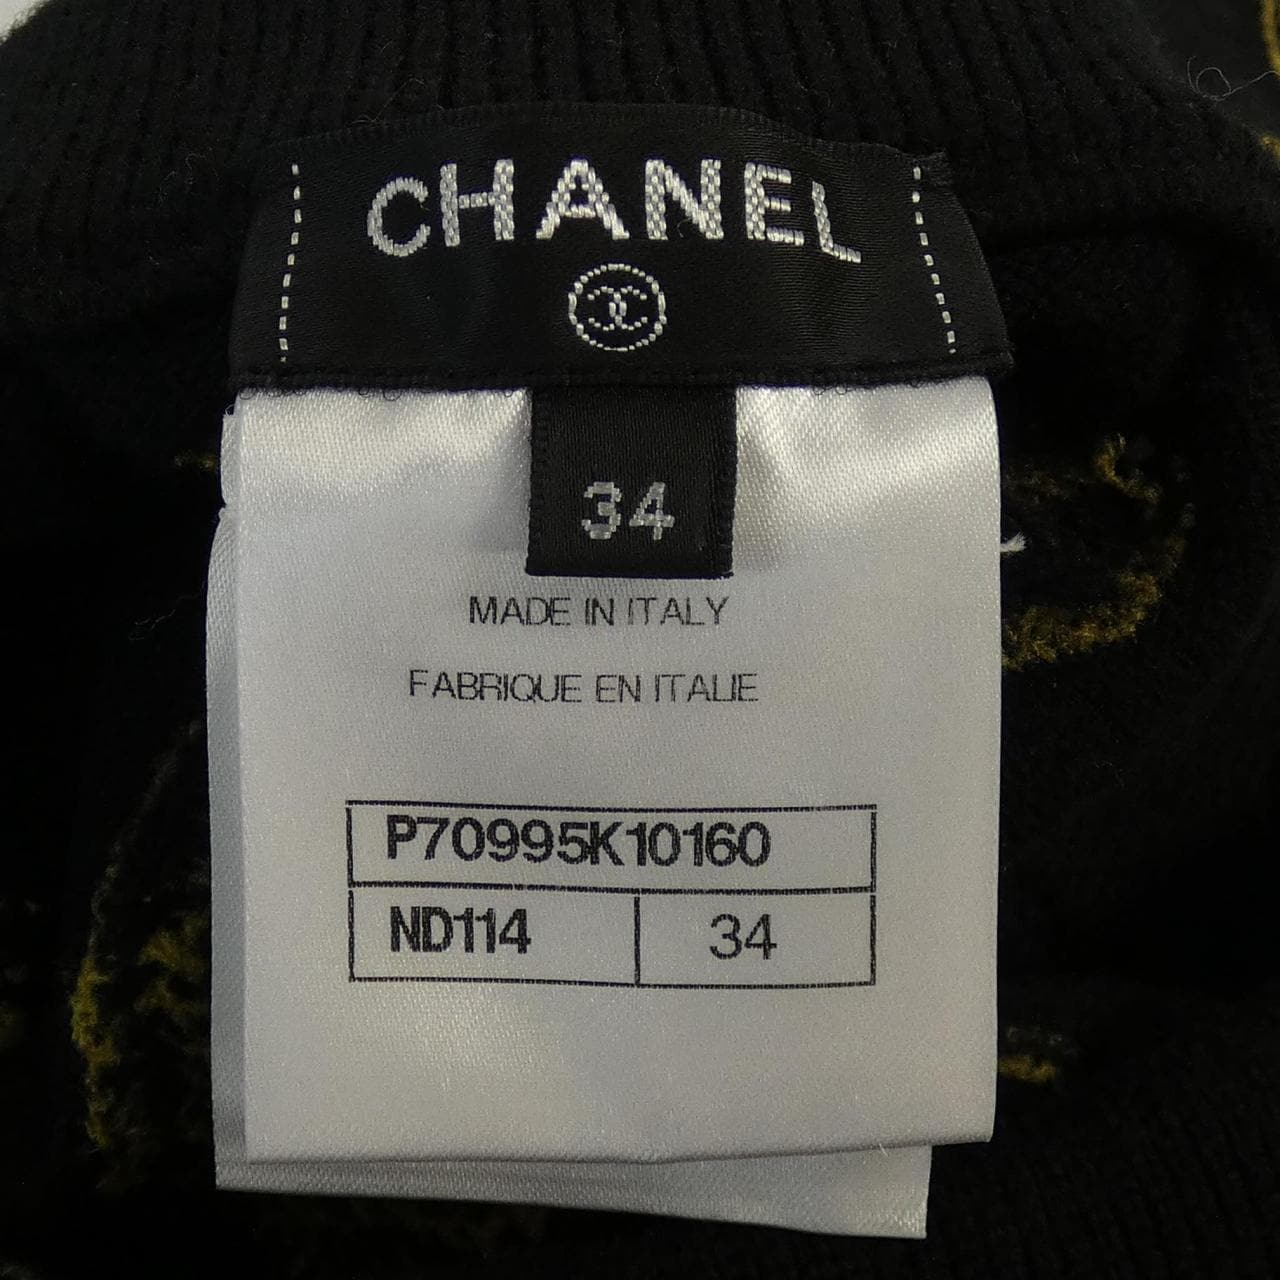 CHANEL
34
MADE IN ITALY
FABRIQUE EN ITALIE
P70995K10160
ND114 34